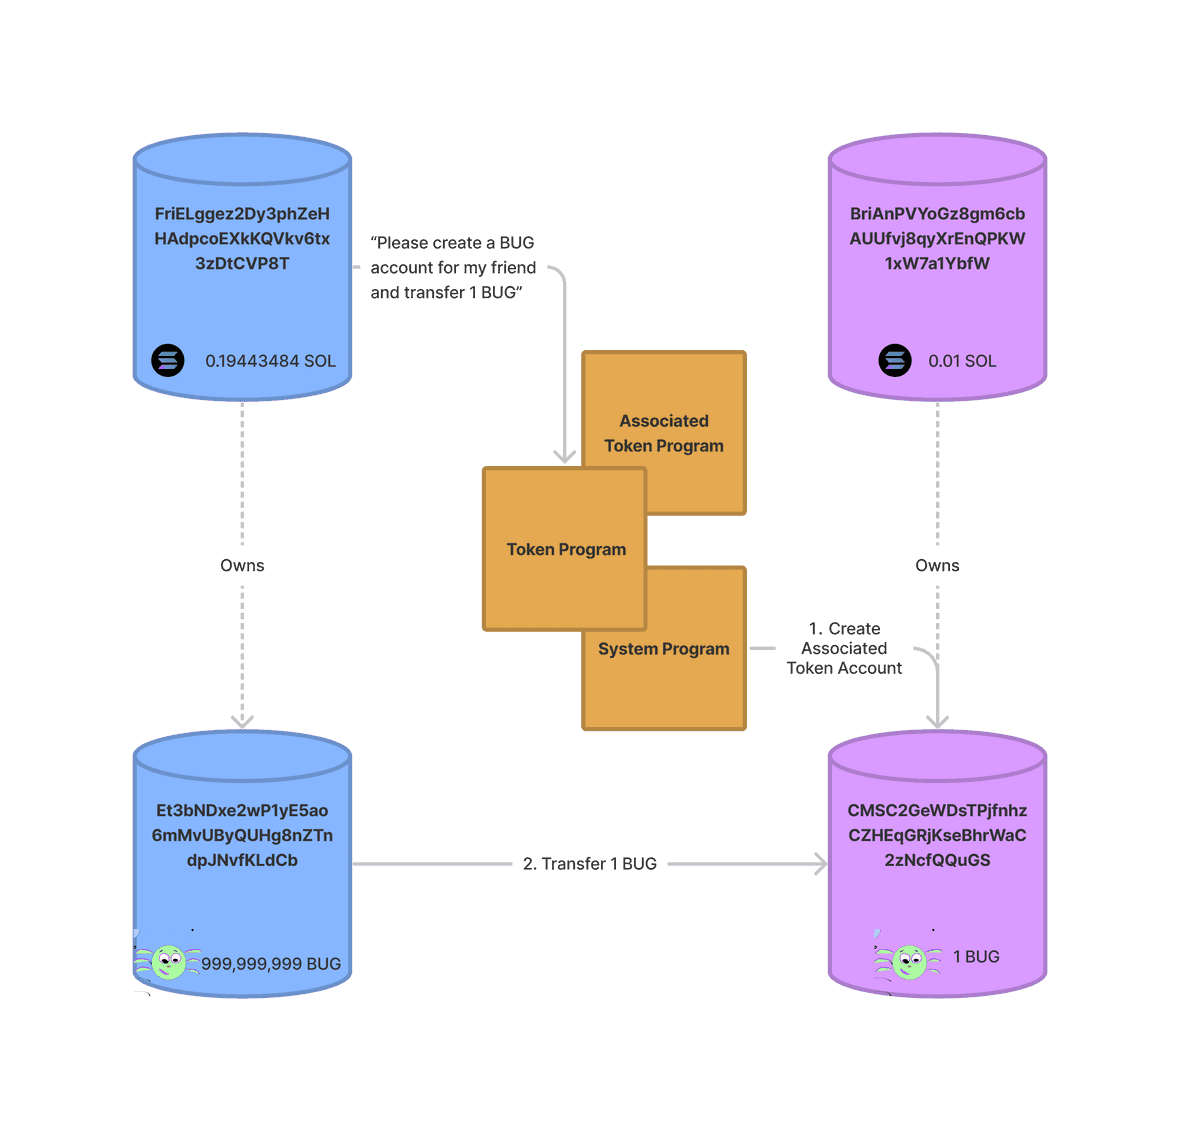 FriELggez2Dy3phZeH
HAdpcoEXkKQVkv6tx
3zDtCVP8T
0.19443484 SOL
“Please create a BUG
account for my friend
and transfer 1 BUG”
BriAnPVYoGz8gm6cb
AUUfvj8qyXrEnQPKW
1xW7a1YbfW
0.01 SOL
Associated
Token Program
Token Program
System Program
Owns
Owns
1. Create
Associated
Token Account
Et3bNDxe2wP1yE5ao
6mMvUByQUHg8nZTn
dpJNvfKLdCb
999,999,999 BUG
2. Transfer 1 BUG
CMSC2GeWDsTPjfnhz
CZHEqGRjKseBhrWaC
2zNcfQQuGS
1 BUG